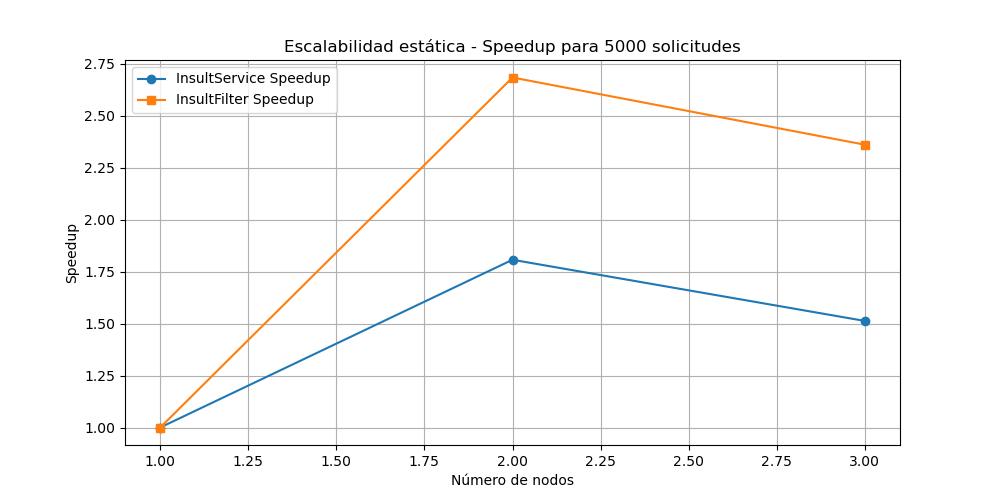 Escalabilidad estática - Speedup para 5000 solicitudes
InsultService Speedup
InsultFilter Speedup
Speedup
2.75
2.50
2.25
2.00
1.75
1.50
1.25
1.00
1.00 1.25 1.50 1.75 2.00 2.25 2.50 2.75 3.00
Número de nodos